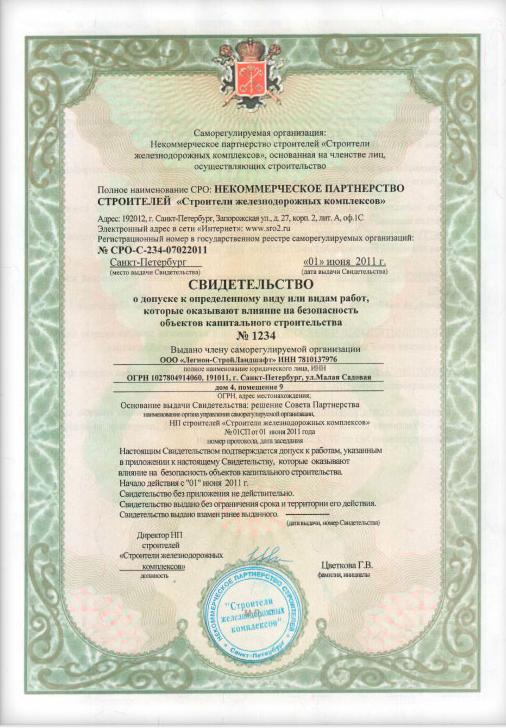 Саморегулируемая организация:
Некоммерческое партнерство строителей «Строители
железнодорожных комплексов», основанная на членстве лиц,
осуществляющих строительство
Полное наименование СРО: НЕКОММЕРЧЕСКОЕ ПАРТНЕРСТВО
СТРОИТЕЛЕЙ «Строители железнодорожных комплексов»
Адрес: 192012, г. Санкт-Петербург, Запорожская ул., д. 27, корп. 2, лит. А, оф.1С
Электронный адрес в сети «Интернет»: www.sro2.ru
Регистрационный номер в государственном реестре саморегулируемых организаций:
№ СРО-С-234-07022011
Санкт-Петербург «01» июня 2011 г.
(место выдачи Свидетельства) (дата выдачи Свидетельства)
СВИДЕТЕЛЬСТВО
о допуске к определенному виду или видам работ,
которые оказывают влияние на безопасность
объектов капитального строительства
№ 1234
Выдано члену саморегулируемой организации
ООО «Легион-СтройЛандшафт» ИНН 7810137976
полное наименование юридического лица, ИНН
ОГРН 1027804914060, 191011, г. Санкт-Петербург, ул.Малая Садовая
дом 4, помещение 9
ОГРН, адрес местонахождения;
Основание выдачи Свидетельства: решение Совета Партнерства
наименование органа управления саморегулируемой организации,
НП строителей «Строители железнодорожных комплексов»
№ 01СП от 01 июня 2011 года
номер протокола, дата заседания
Настоящим Свидетельством подтверждается допуск к работам, указанным
в приложении к настоящему Свидетельству, которые оказывают
влияние на безопасность объектов капитального строительства.
Начало действия с "01" июня 2011 г.
Свидетельство без приложения не действительно.
Свидетельство выдано без ограничения срока и территории его действия.
Свидетельство выдано взамен ранее выданного. ---------------
(дата выдачи, номер Свидетельства)
Директор НП
строителей
«Строители железнодорожных
комплексов» Цветкова Г.В.
должность фамилия, инициалы
НЕКОММЕРЧЕСКОЕ ПАРТНЕРСТВО СТРОИТЕЛЕЙ
"Строители
железнодорожных
комплексов"
Санкт-Петербург